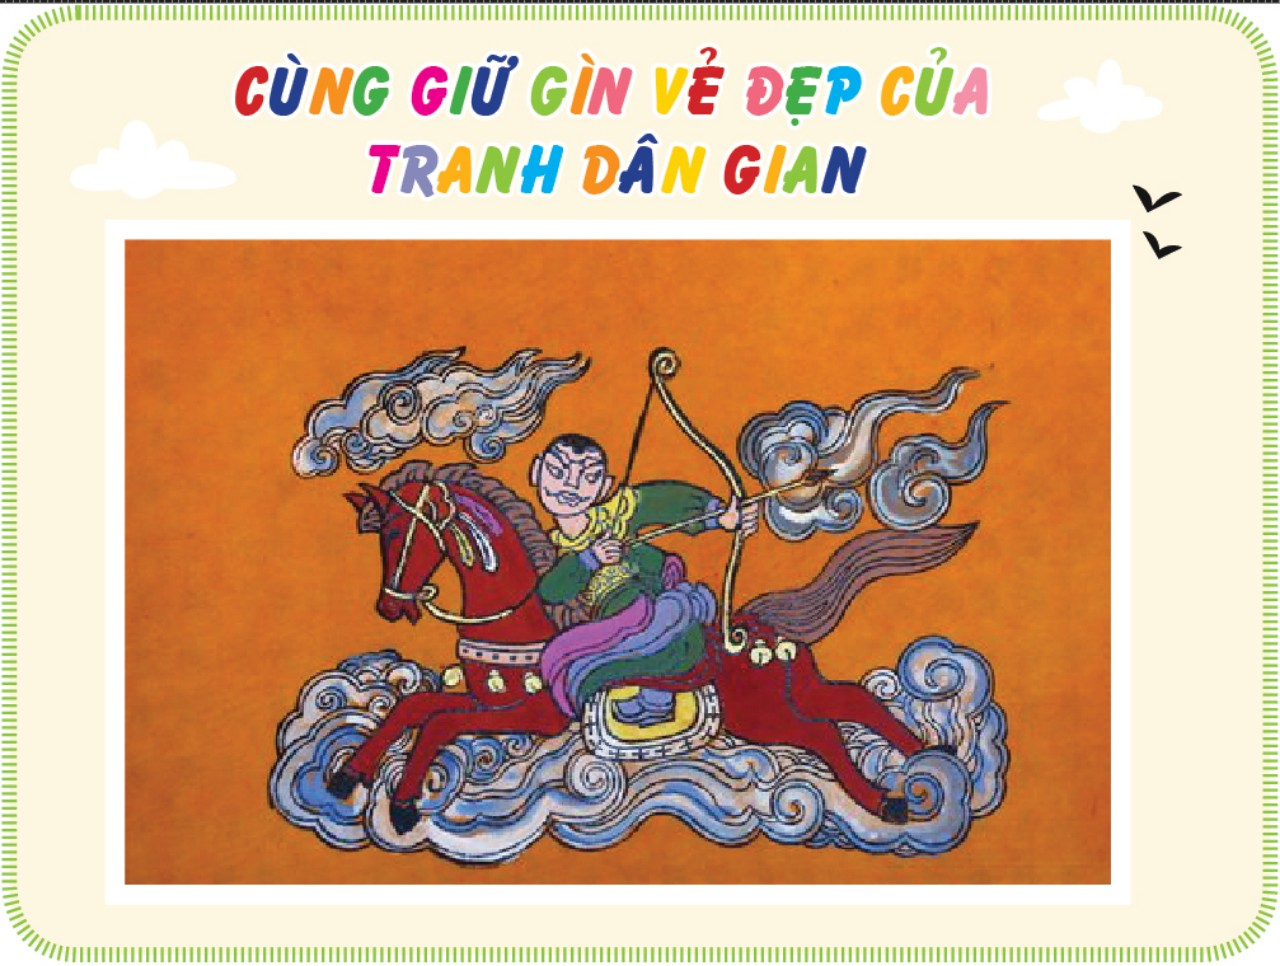 CÙNG GIỮ GÌN VẺ ĐẸP CỦA
TRANH DÂN GIAN